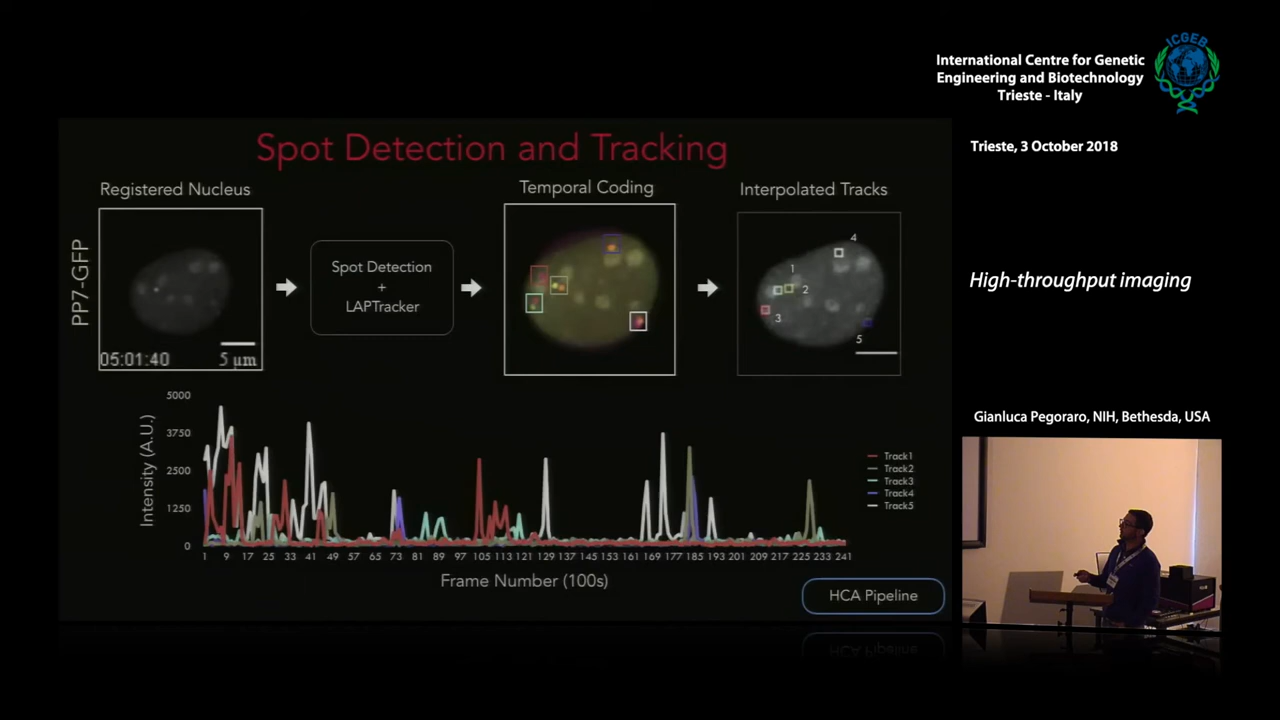 International Centre for Genetic
Engineering and Biotechnology
Trieste - Italy
ICGEB
Trieste, 3 October 2018
High-throughput imaging
Gianluca Pegoraro, NIH, Bethesda, USA
Spot Detection and Tracking
Registered Nucleus
Temporal Coding
Interpolated Tracks
PP7-GFP
05:01:40
5 µm
Spot Detection
+
LAPTracker
1
2
3
4
5
Intensity (A.U.)
5000
3750
2500
1250
0
1 9 17 25 33 41 49 57 65 73 81 89 97 105 113 121 129 137 145 153 161 169 177 185 193 201 209 217 225 233 241
Frame Number (100s)
Track1
Track2
Track3
Track4
Track5
HCA Pipeline